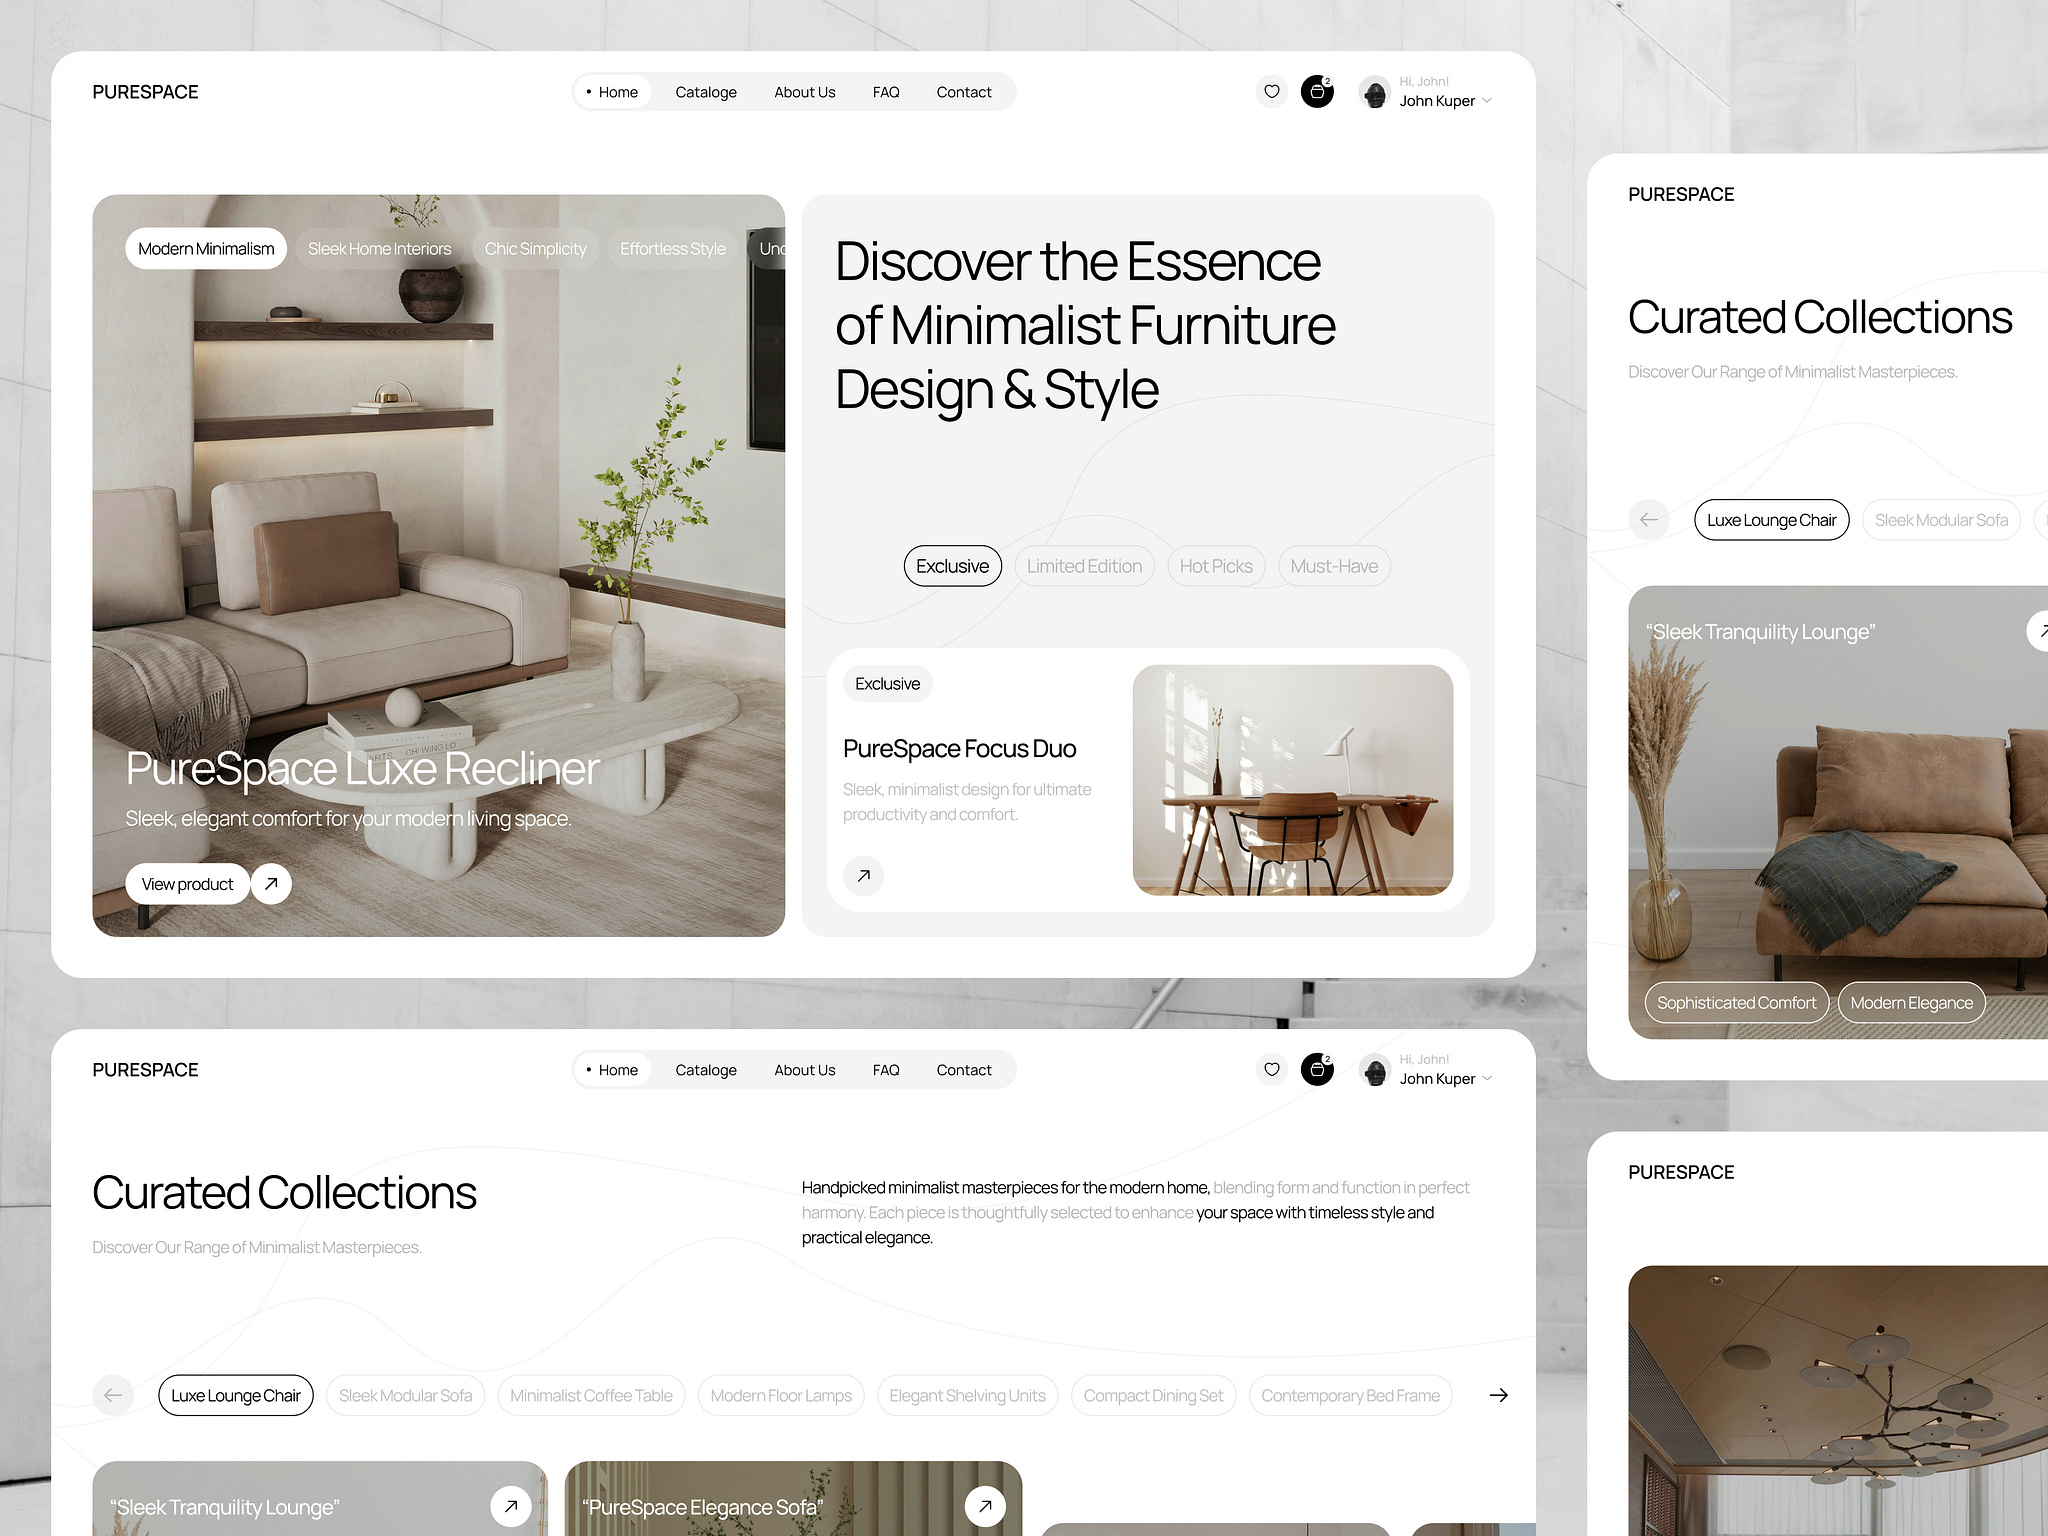 PURESPACE
Home
Cataloge
About Us
FAQ
Contact
2
Hi, John!
John Kuper
Modern Minimalism
Sleek Home Interiors
Chic Simplicity
Effortless Style
Discover the Essence
of Minimalist Furniture
Design & Style
Exclusive
Limited Edition
Hot Picks
Must-Have
CHI WING LO
PureSpace Luxe Recliner
Sleek, elegant comfort for your modern living space.
View product
Exclusive
PureSpace Focus Duo
Sleek, minimalist design for ultimate
productivity and comfort.
PURESPACE
Curated Collections
Discover Our Range of Minimalist Masterpieces.
Luxe Lounge Chair
Sleek Modular Sofa
“Sleek Tranquility Lounge”
Sophisticated Comfort
Modern Elegance
PURESPACE
Home
Cataloge
About Us
FAQ
Contact
2
Hi, John!
John Kuper
Curated Collections
Discover Our Range of Minimalist Masterpieces.
Handpicked minimalist masterpieces for the modern home, blending form and function in perfect
harmony. Each piece is thoughtfully selected to enhance your space with timeless style and
practical elegance.
Luxe Lounge Chair
Sleek Modular Sofa
Minimalist Coffee Table
Modern Floor Lamps
Elegant Shelving Units
Compact Dining Set
Contemporary Bed Frame
“Sleek Tranquility Lounge”
“PureSpace Elegance Sofa”
PURESPACE